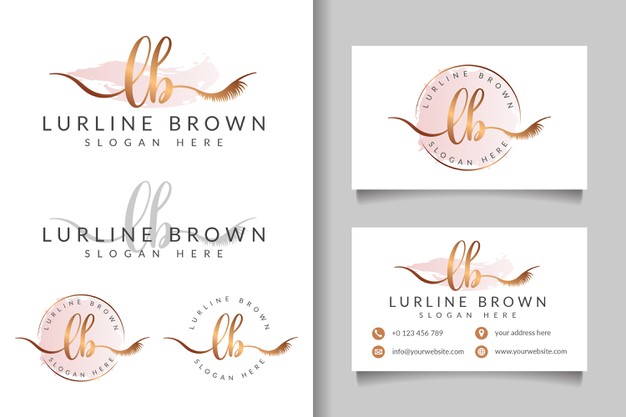 lb
LURLINE BROWN
SLOGAN HERE
lb
LURLINE BROWN
SLOGAN HERE
LURLINE BROWN
lb
SLOGAN HERE
LURLINE BROWN
lb
SLOGAN HERE
LURLINE BROWN
lb
SLOGAN HERE
lb
LURLINE BROWN
SLOGAN HERE
+0 123 456 789
your address here
info@yourwebsite.com
www.yourwebsite.com